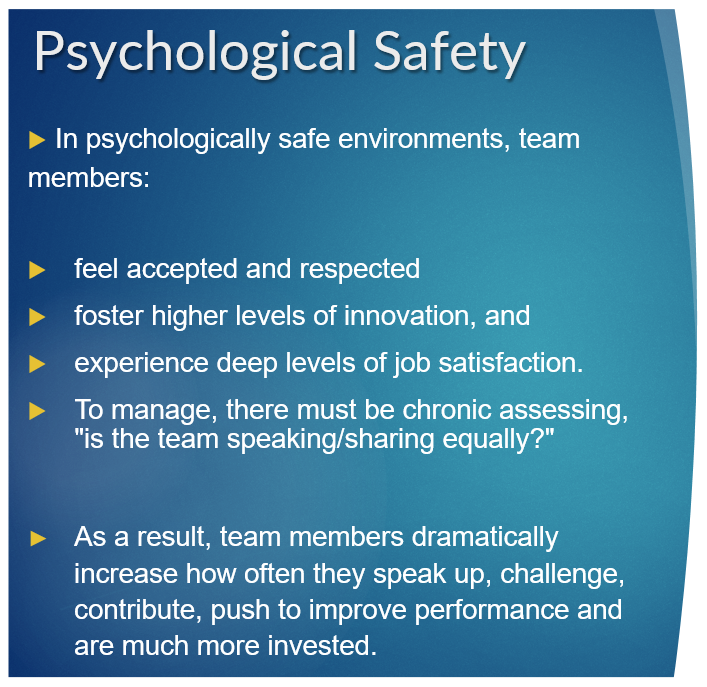 Psychological Safety
In psychologically safe environments, team
members:
feel accepted and respected
foster higher levels of innovation, and
experience deep levels of job satisfaction.
To manage, there must be chronic assessing,
"is the team speaking/sharing equally?"
As a result, team members dramatically
increase how often they speak up, challenge,
contribute, push to improve performance and
are much more invested.